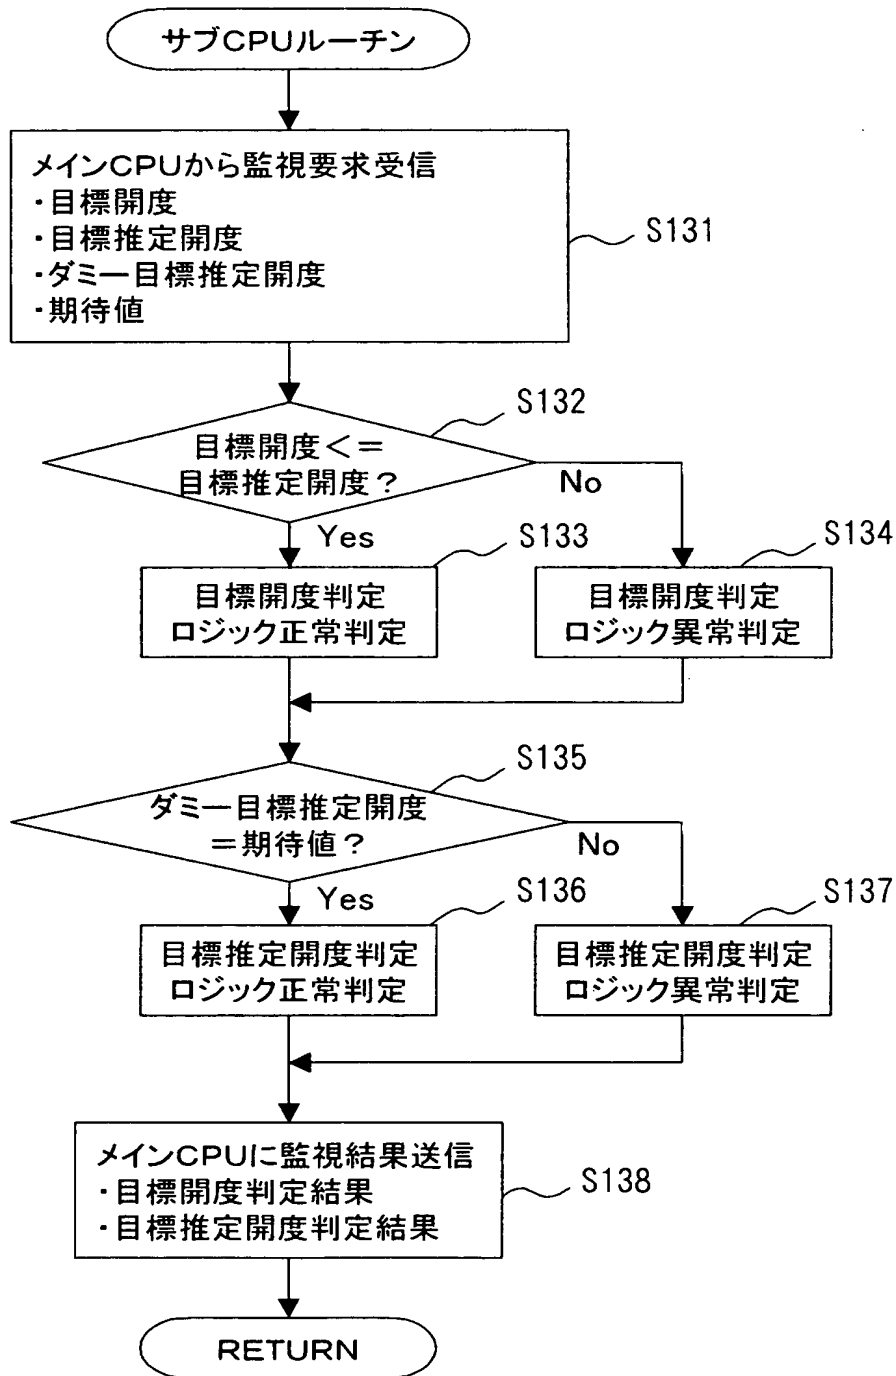 サブCPUルーチン
メインCPUから監視要求受信
・目標開度
・目標推定開度
・ダミー目標推定開度
・期待値
S131
S132
目標開度<=
目標推定開度?
No
Yes
S133
S134
目標開度判定
ロジック正常判定
目標開度判定
ロジック異常判定
S135
ダミー目標推定開度
=期待値?
No
Yes
S136
S137
目標推定開度判定
ロジック正常判定
目標推定開度判定
ロジック異常判定
メインCPUに監視結果送信
・目標開度判定結果
・目標推定開度判定結果
S138
RETURN